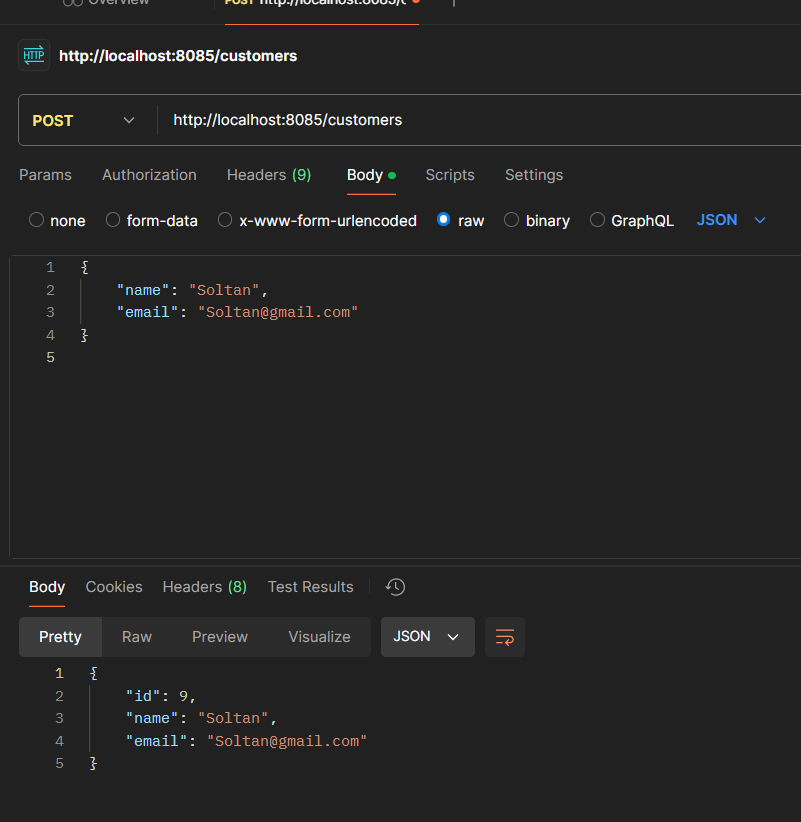 Overview POST http://localhost:8085/c
HTTP http://localhost:8085/customers
POST http://localhost:8085/customers
Params Authorization Headers (9) Body Scripts Settings
none form-data x-www-form-urlencoded raw binary GraphQL JSON
1 {
2 "name": "Soltan",
3 "email": "Soltan@gmail.com"
4 }
5
Body Cookies Headers (8) Test Results
Pretty Raw Preview Visualize JSON
1 {
2 "id": 9,
3 "name": "Soltan",
4 "email": "Soltan@gmail.com"
5 }